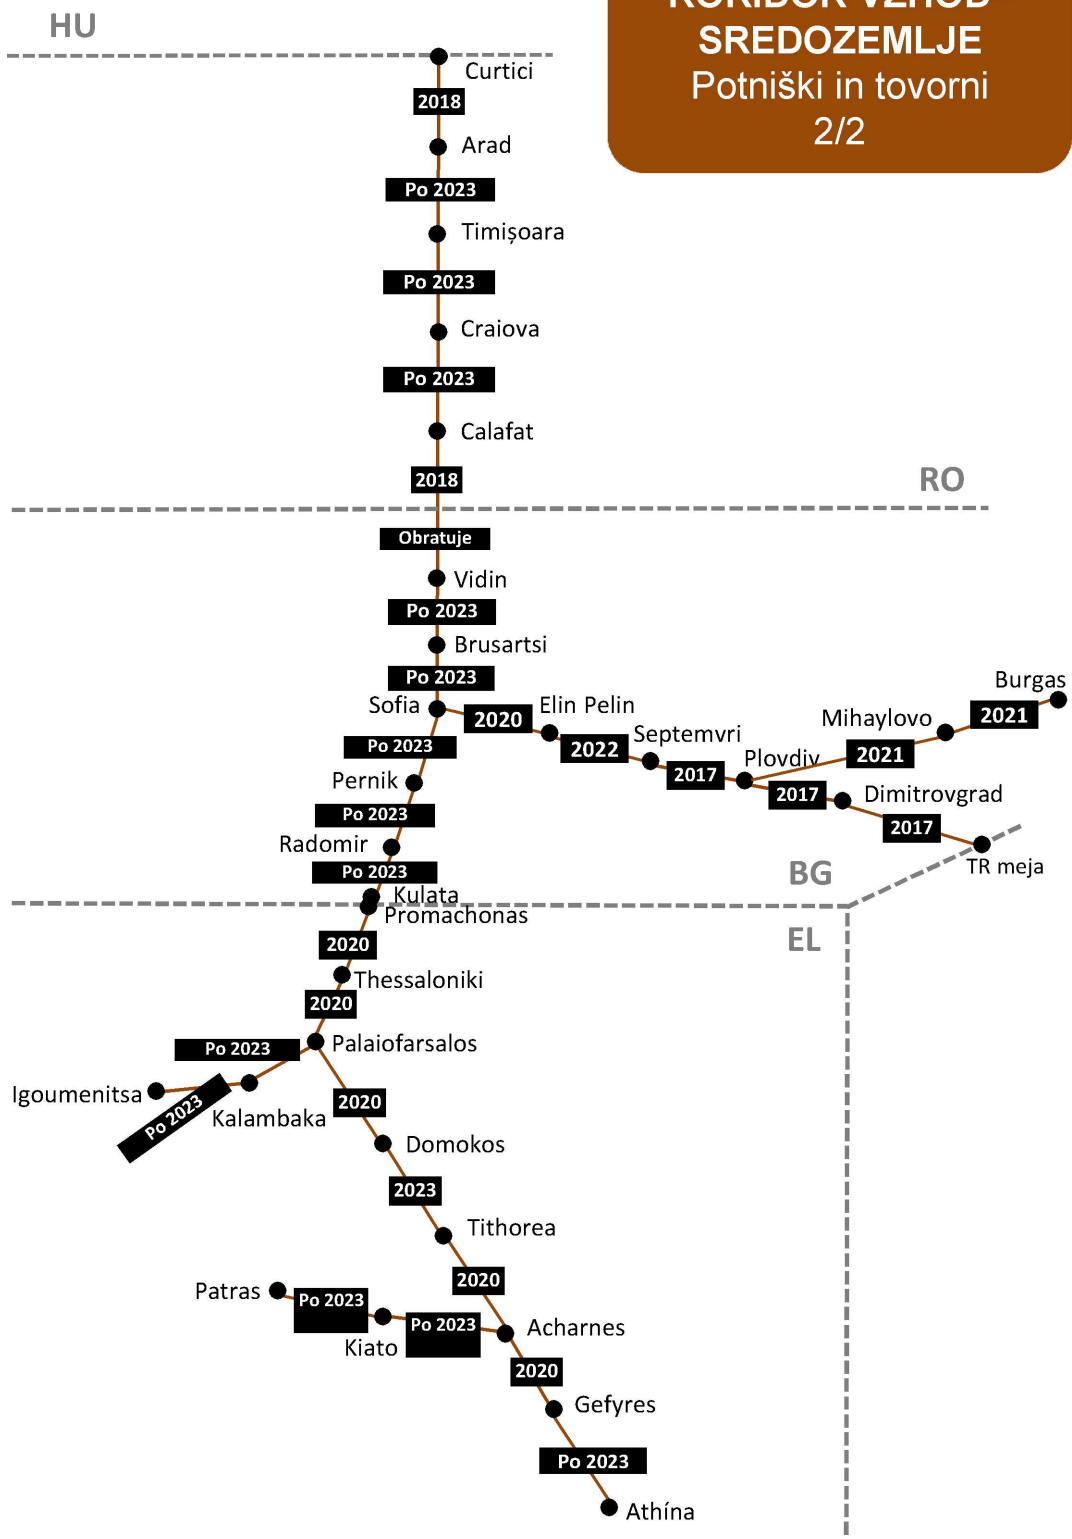 HU
KORIDOR VZHOD–
SREDOZEMLJE
Potniški in tovorni
2/2
Curtici
2018
Arad
Po 2023
Timișoara
Po 2023
Craiova
Po 2023
Calafat
2018
RO
Obratuje
Vidin
Po 2023
Brusartsi
Po 2023
Sofia
2020
Elin Pelin
2022
Septemvri
2017
Plovdiv
2021
Mihaylovo
2021
Burgas
2017
Dimitrovgrad
2017
TR meja
Po 2023
Pernik
Po 2023
Radomir
Po 2023
Kulata
BG
Promachonas
EL
2020
Thessaloniki
2020
Palaiofarsalos
Po 2023
Igoumenitsa
Po 2023
Kalambaka
2020
Domokos
2023
Tithorea
2020
Patras
Po 2023
Kiato
Po 2023
Acharnes
2020
Gefyres
Po 2023
Athína